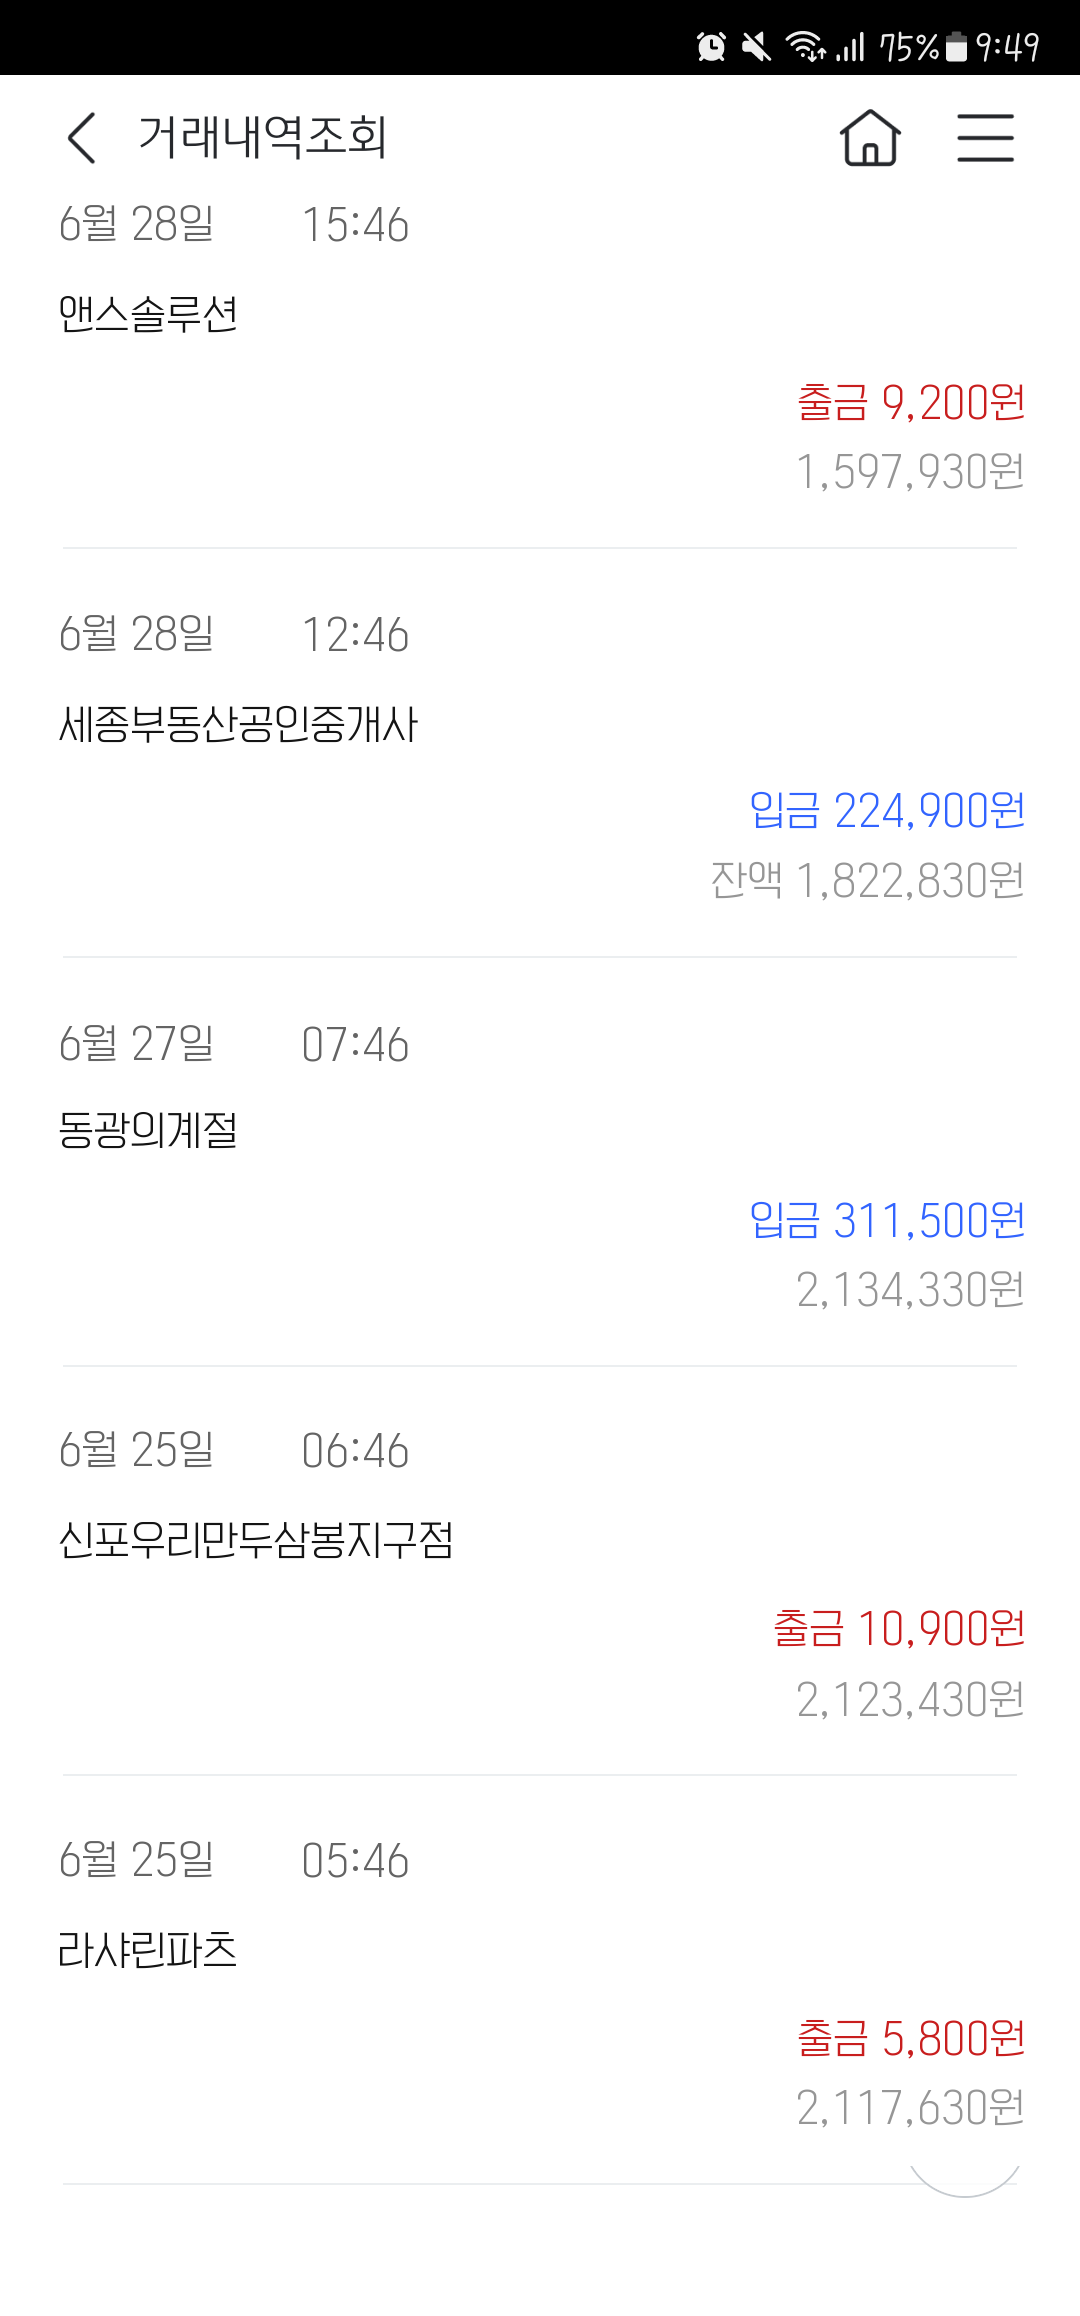 75% 9:49
거래내역조회
6월 28일 15:46
앤스솔루션
출금 9,200원
1,597,930원
6월 28일 12:46
세종부동산공인중개사
입금 224,900원
잔액 1,822,830원
6월 27일 07:46
동광의계절
입금 311,500원
2,134,330원
6월 25일 06:46
신포우리만두삼봉지구점
출금 10,900원
2,123,430원
6월 25일 05:46
라샤린파츠
출금 5,800원
2,117,630원